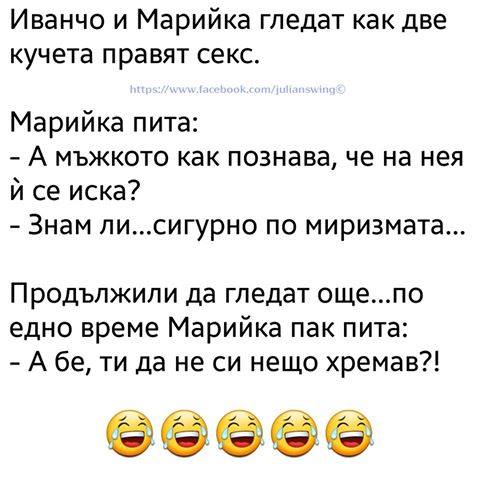 Иванчо и Марийка гледат как две
кучета правят секс.
https://www.facebook.com/julianswing©
Марийка пита:
- А мъжкото как познава, че на нея
ѝ се иска?
- Знам ли...сигурно по миризмата...
Продължили да гледат още...по
едно време Марийка пак пита:
- А бе, ти да не си нещо хремав?!